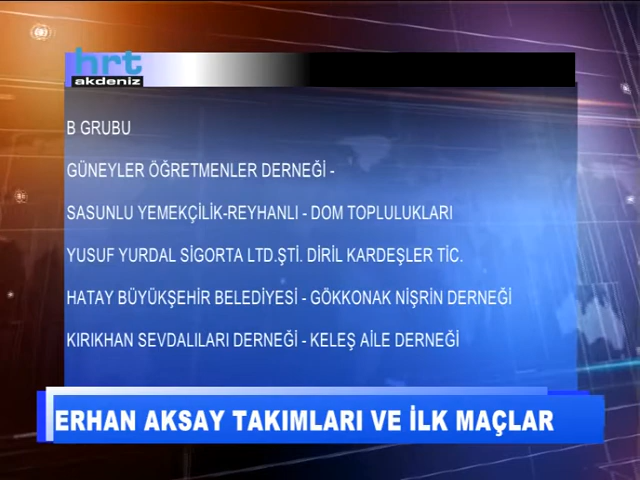 hrt
akdeniz
B GRUBU
GÜNEYLER ÖĞRETMENLER DERNEĞİ -
SASUNLU YEMEKÇİLİK-REYHANLI - DOM TOPLULUKLARI
YUSUF YURDAL SİGORTA LTD.ŞTİ. DİRİL KARDEŞLER TİC.
HATAY BÜYÜKŞEHİR BELEDİYESİ - GÖKKONAK NİŞRİN DERNEĞİ
KIRIKHAN SEVDALILARI DERNEĞİ - KELEŞ AİLE DERNEĞİ
ERHAN AKSAY TAKIMLARI VE İLK MAÇLAR